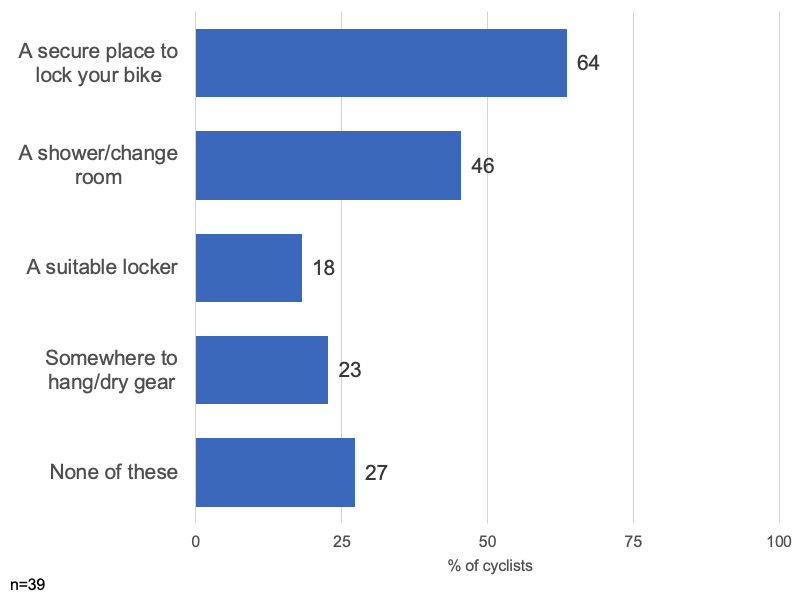 A secure place to
lock your bike
64
A shower/change
room
46
A suitable locker
18
Somewhere to
hang/dry gear
23
None of these
27
0
25
50
75
100
% of cyclists
n=39